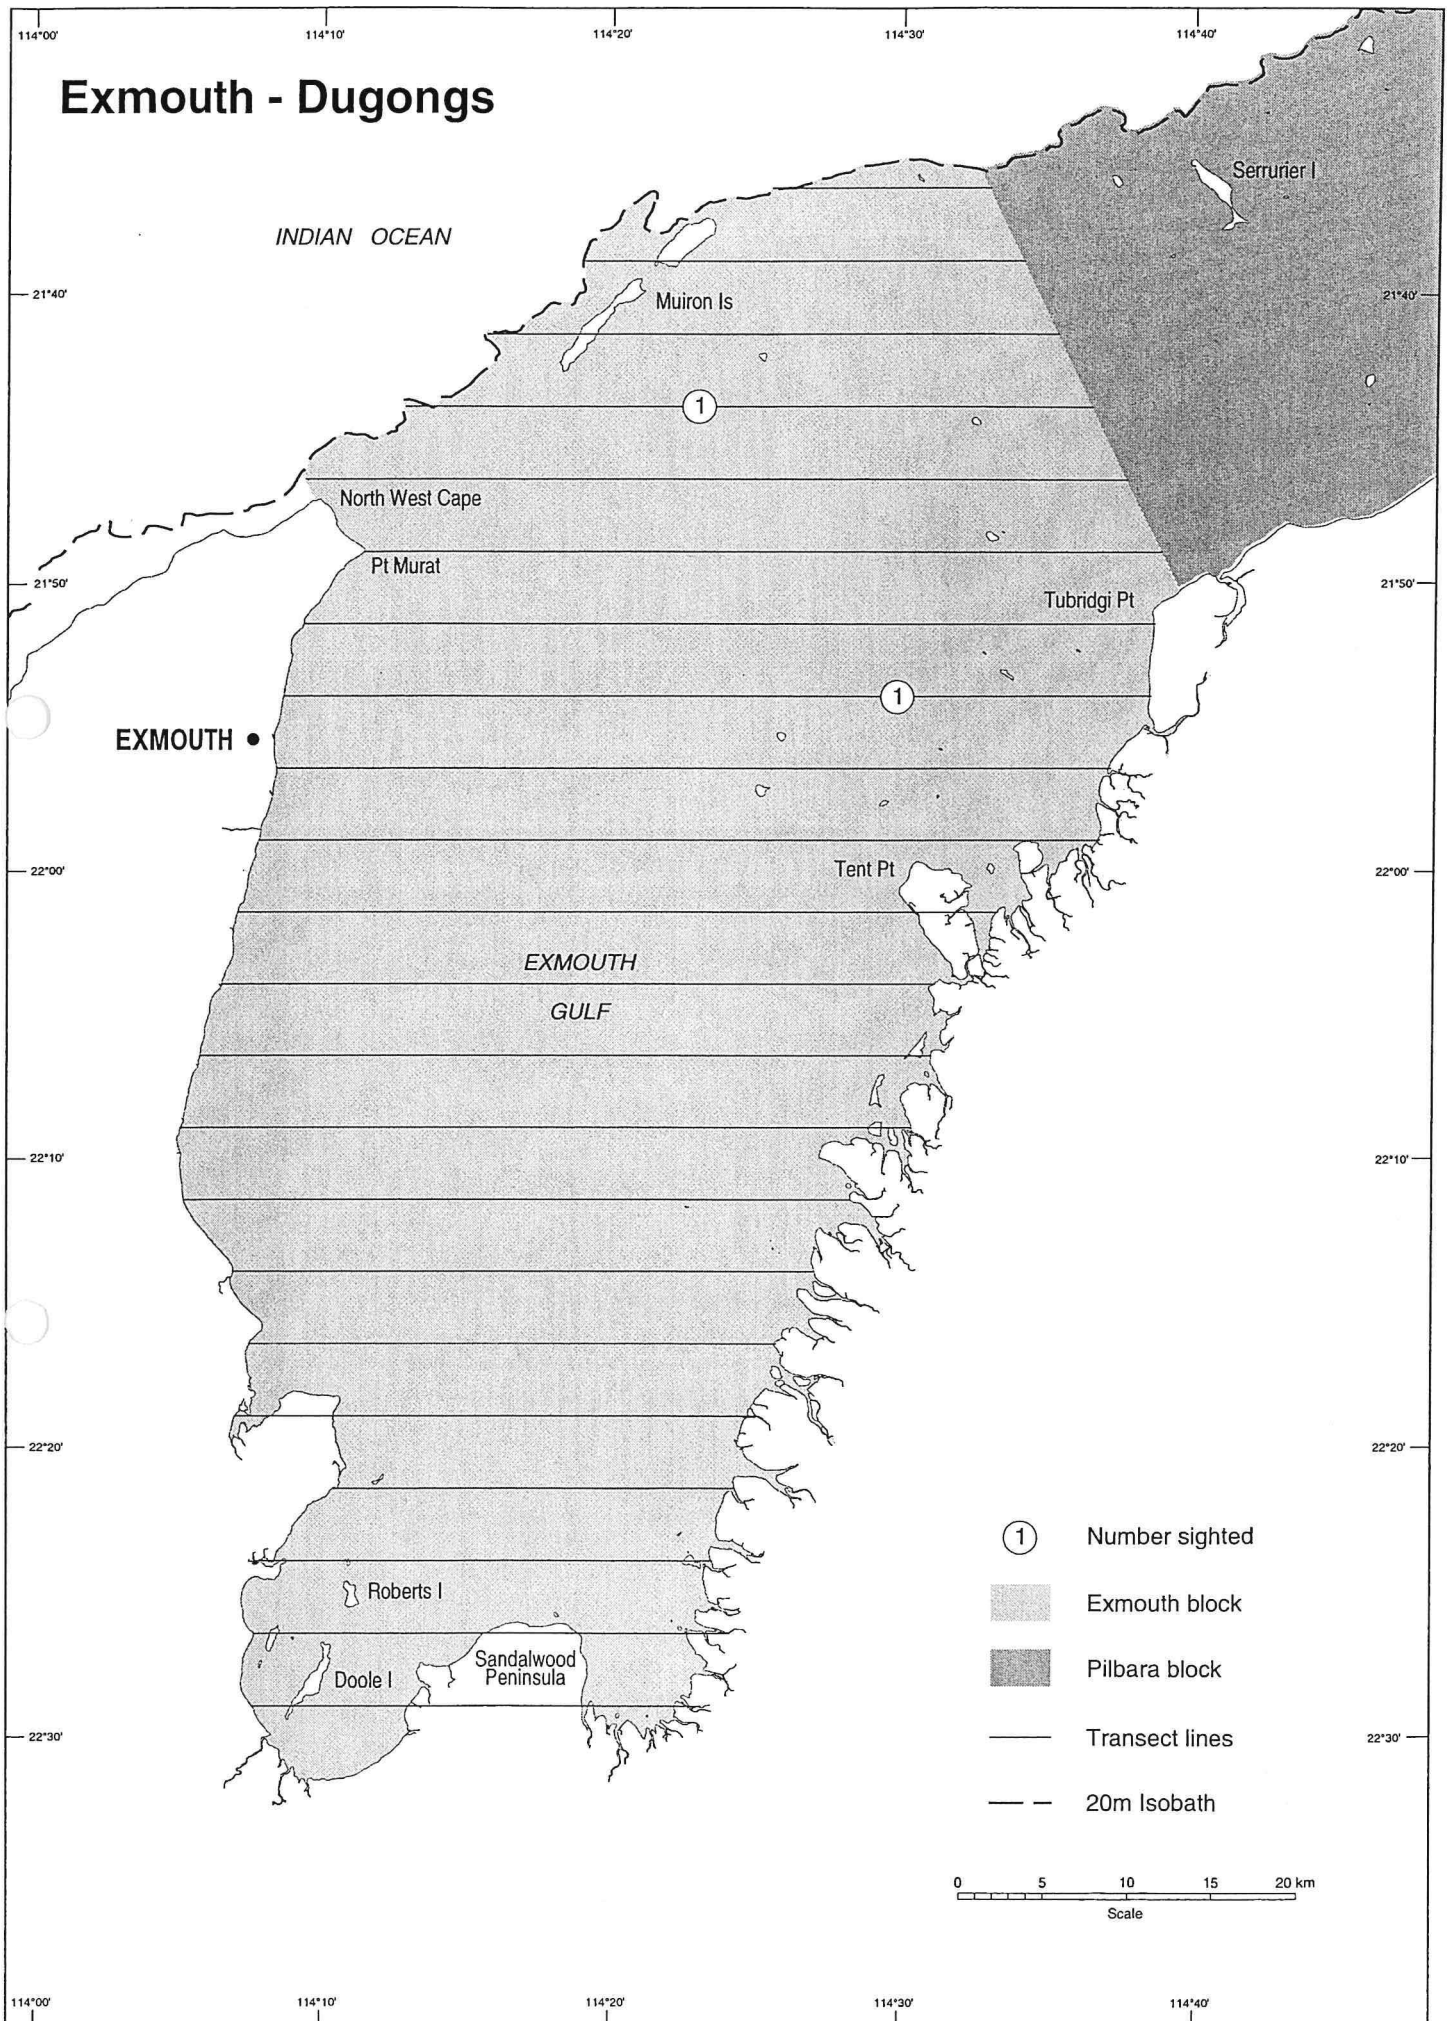 114°00' 114°10' 114°20' 114°30' 114°40'
Exmouth - Dugongs
Serrurier I
INDIAN OCEAN
21°40' Muiron Is 21°40'
1
North West Cape
Pt Murat
21°50' 21°50'
Tubridgi Pt
1
EXMOUTH
Tent Pt
22°00' 22°00'
EXMOUTH
GULF
22°10' 22°10'
22°20' 22°20'
1 Number sighted
Roberts I
Exmouth block
Sandalwood
Peninsula
Doole I
Pilbara block
22°30' 22°30'
Transect lines
20m Isobath
0 5 10 15 20 km
Scale
114°00' 114°10' 114°20' 114°30' 114°40'